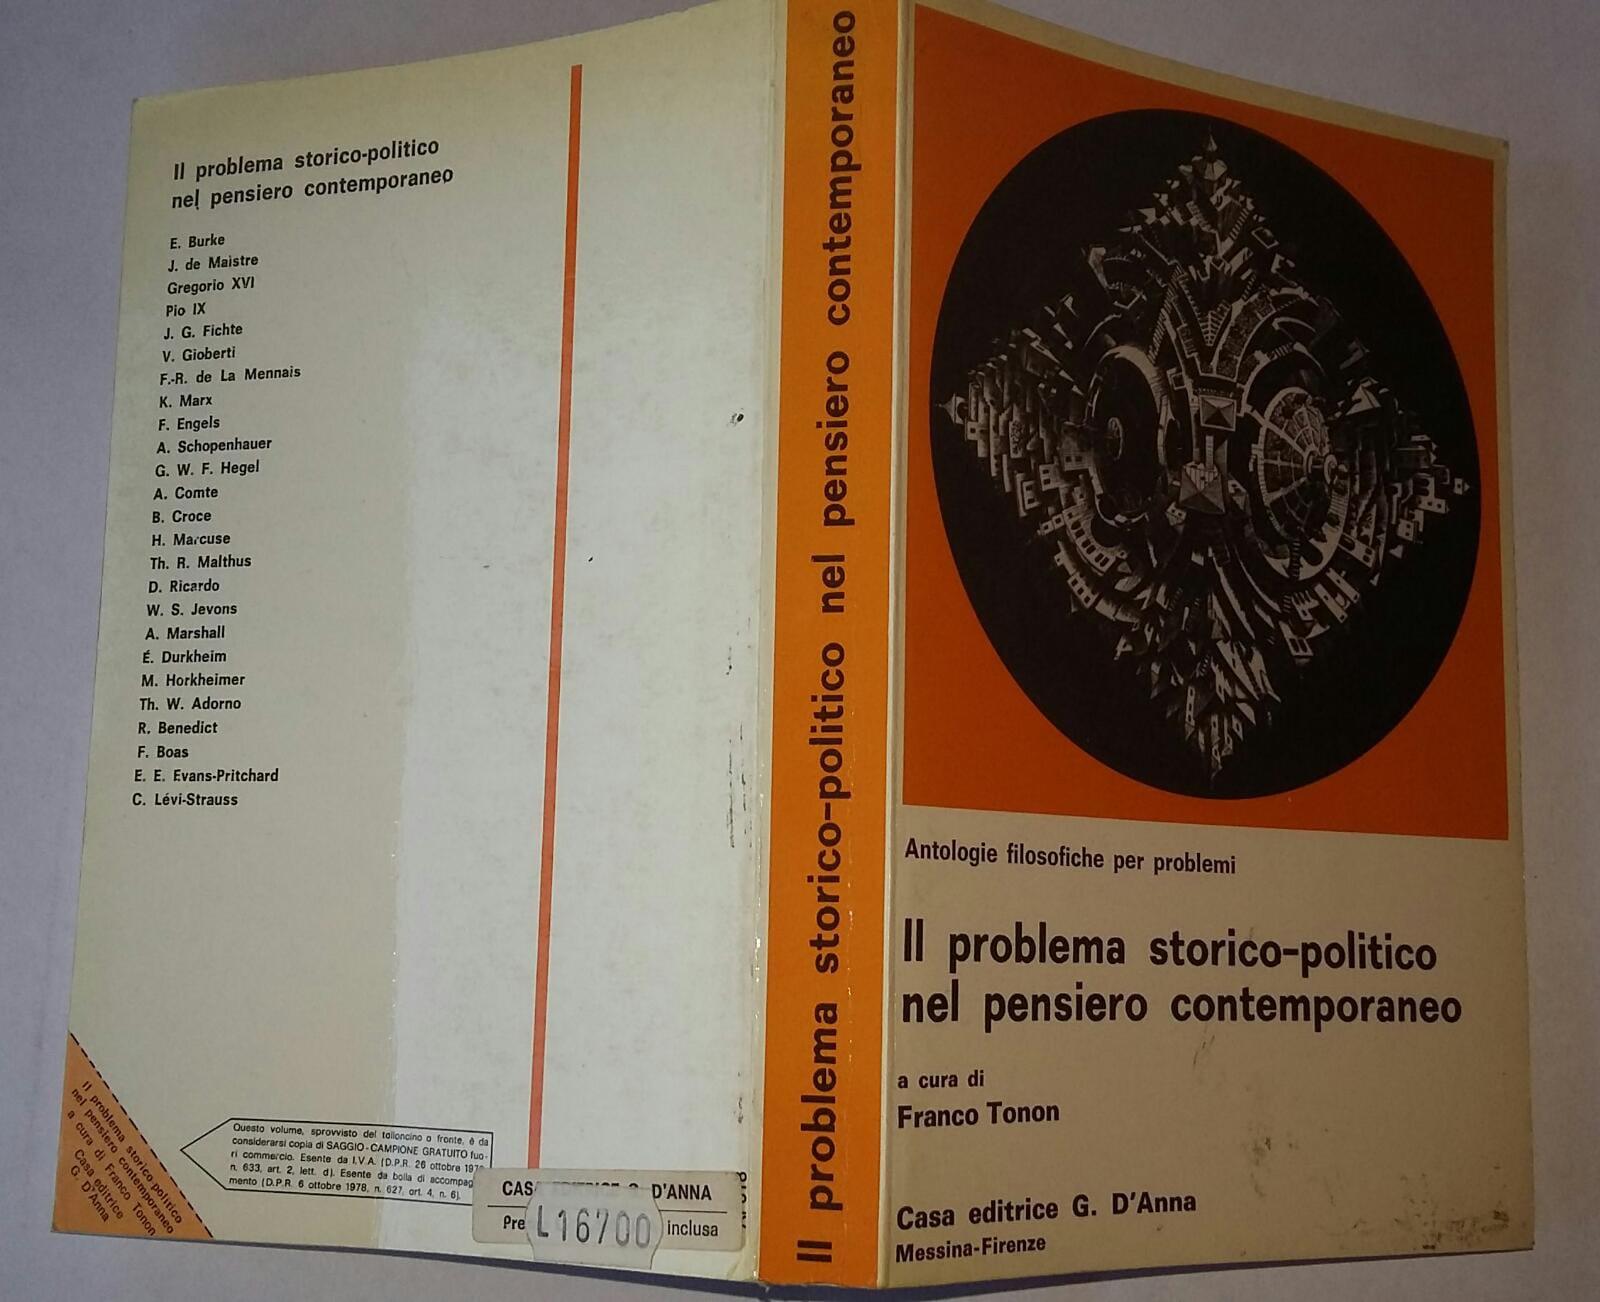 Il problema storico-politico
nel pensiero contemporaneo
E. Burke
J. de Maistre
Gregorio XVI
Pio IX
J. G. Fichte
V. Gioberti
F.-R. de La Mennais
K. Marx
F. Engels
A. Schopenhauer
G. W. F. Hegel
A. Comte
B. Croce
H. Marcuse
Th. R. Malthus
D. Ricardo
W. S. Jevons
A. Marshall
É. Durkheim
M. Horkheimer
Th. W. Adorno
R. Benedict
F. Boas
E. E. Evans-Pritchard
C. Lévi-Strauss
Il problema storico-politico
nel pensiero contemporaneo
a cura di Franco Tonon
Casa editrice
G. D'Anna
Questo volume, sprovvisto del talloncino a fronte, è da
considerarsi copia di SAGGIO-CAMPIONE GRATUITO fuo-
ri commercio. Esente da I.V.A. (D.P.R. 26 ottobre 197
n. 633, art. 2, lett. d). Esente da bolla di accompag
mento (D.P.R. 6 ottobre 1978, n. 627, art. 4, n. 6).
CASA EDITRICE G. D'ANNA
Pre L16700 inclusa
Il problema storico-politico nel pensiero contemporaneo
Antologie filosofiche per problemi
Il problema storico-politico
nel pensiero contemporaneo
a cura di
Franco Tonon
Casa editrice G. D'Anna
Messina-Firenze